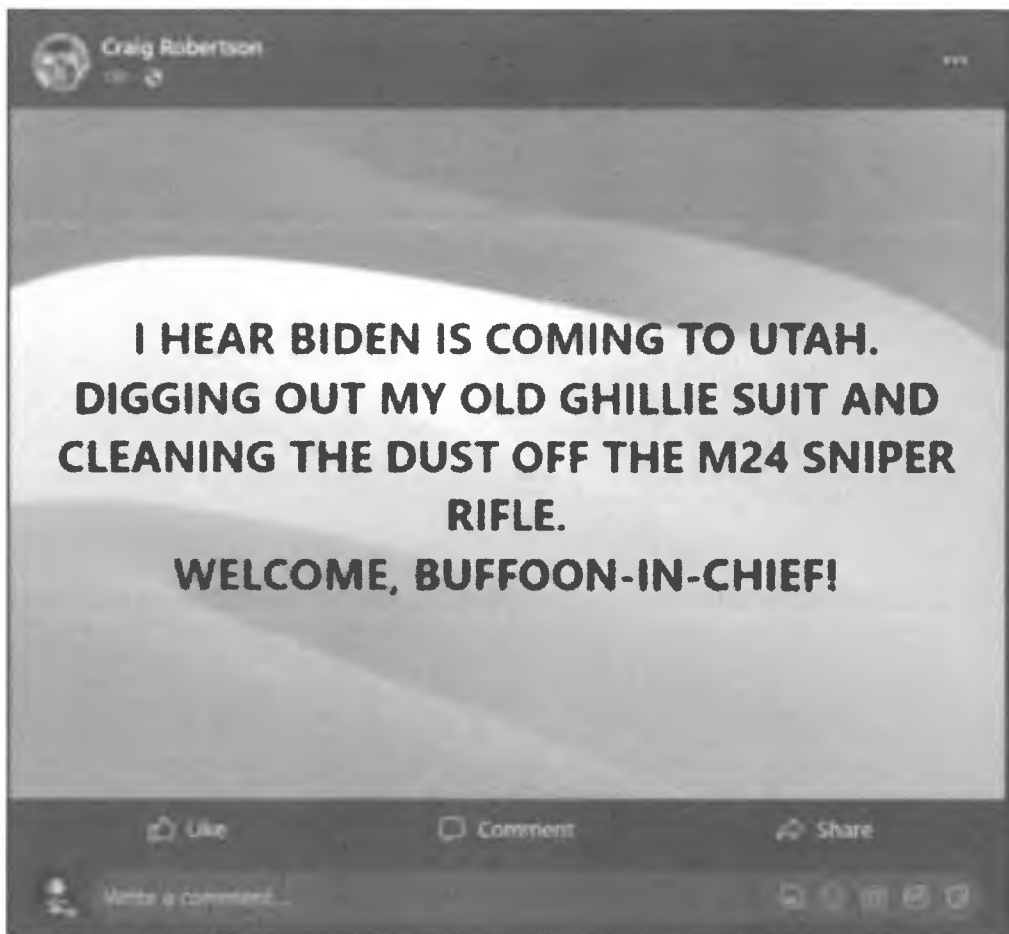 Craig Robertson
I HEAR BIDEN IS COMING TO UTAH.
DIGGING OUT MY OLD GHILLIE SUIT AND
CLEANING THE DUST OFF THE M24 SNIPER
RIFLE.
WELCOME, BUFFOON-IN-CHIEF!
Like Comment Share
Write a comment...